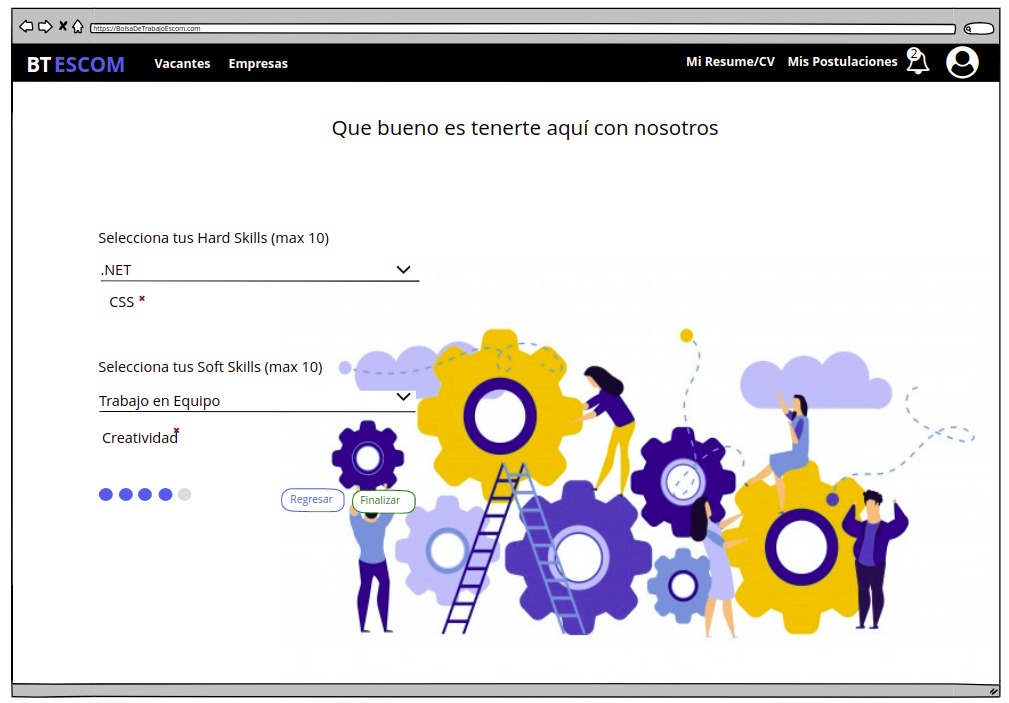 https://BolsaDeTrabajoEscom.com
BTESCOM Vacantes Empresas Mi Resume/CV Mis Postulaciones 2
Que bueno es tenerte aquí con nosotros
Selecciona tus Hard Skills (max 10)
.NET
CSS
Selecciona tus Soft Skills (max 10)
Trabajo en Equipo
Creatividad
Regresar Finalizar